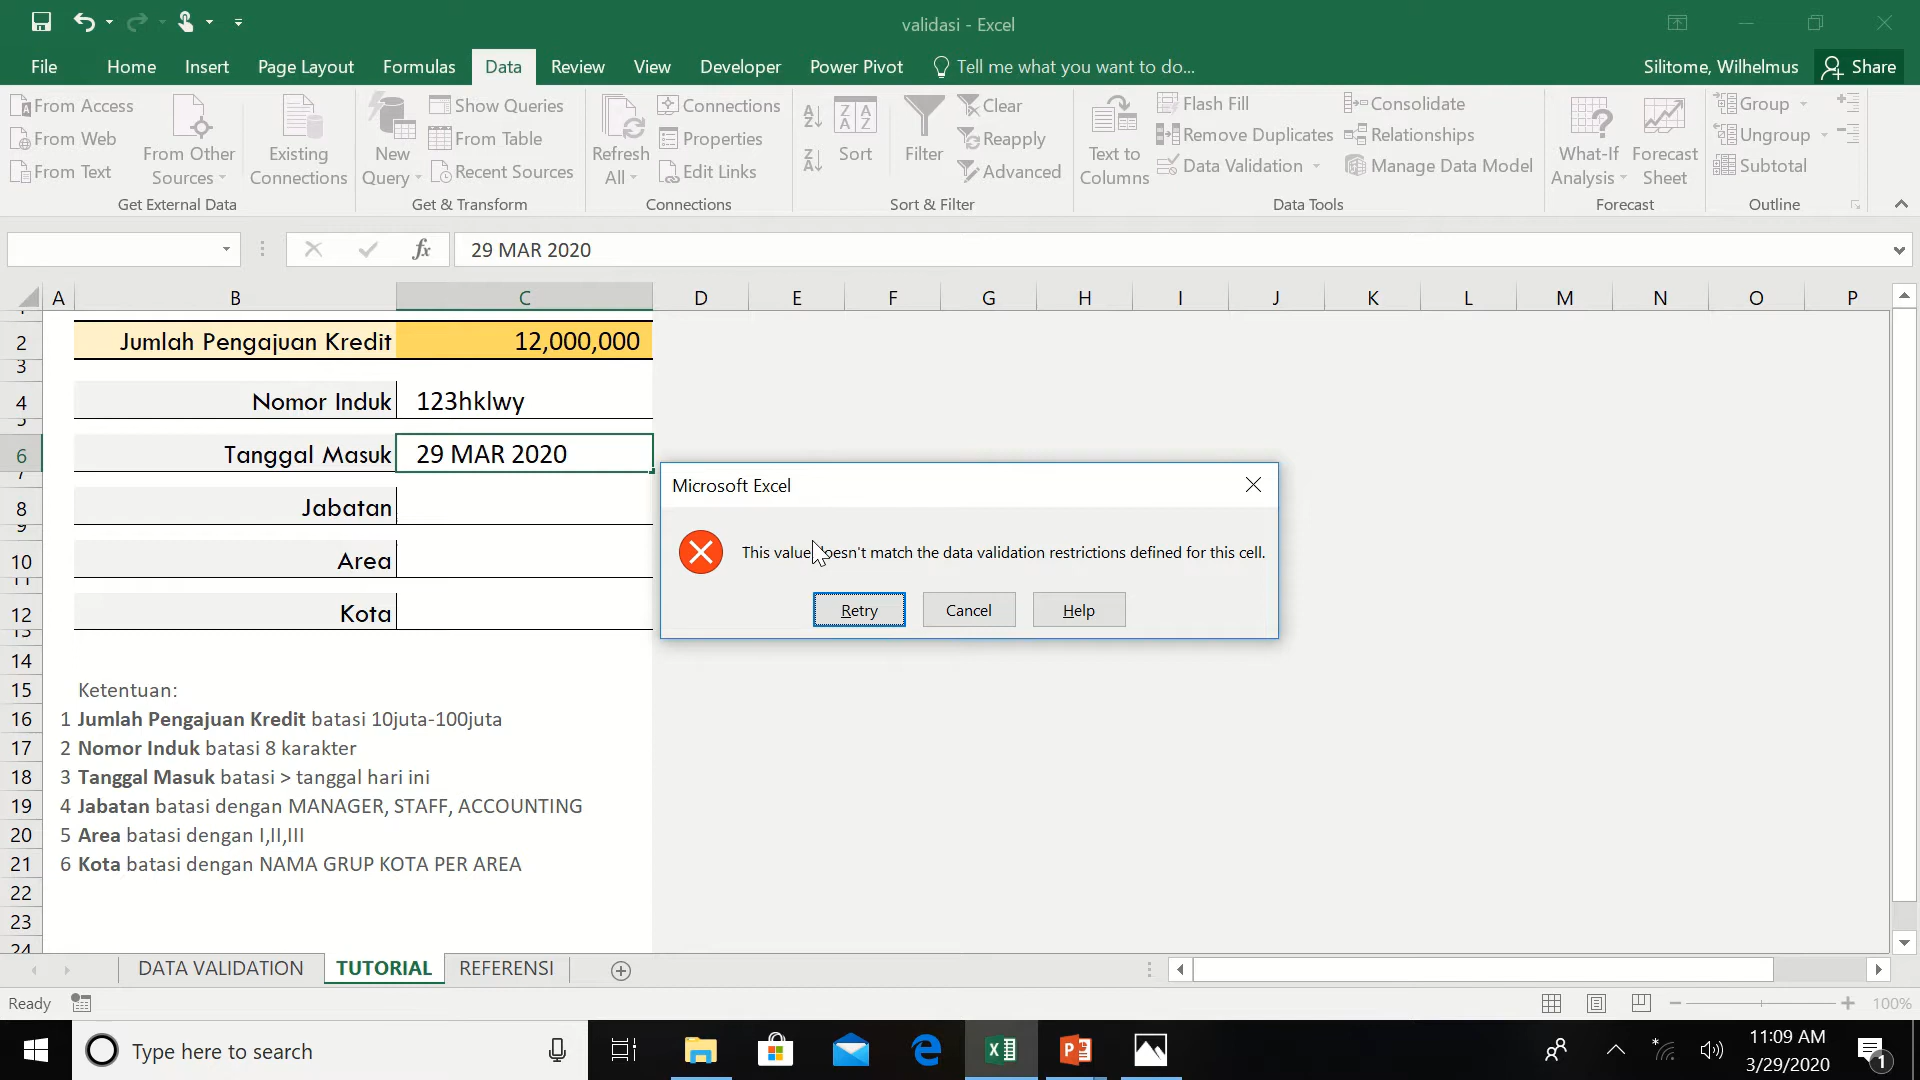 validasi - Excel
File Home Insert Page Layout Formulas Data Review View Developer Power Pivot Tell me what you want to do... Silitome, Wilhelmus Share
From Access
From Web
From Text
From Other Sources
Existing Connections
Get External Data
New Query
Show Queries
From Table
Recent Sources
Get & Transform
Refresh All
Connections
Properties
Edit Links
Connections
Sort
Filter
Clear
Reapply
Advanced
Sort & Filter
Text to Columns
Flash Fill
Remove Duplicates
Data Validation
Consolidate
Relationships
Manage Data Model
Data Tools
What-If Analysis
Forecast Sheet
Forecast
Group
Ungroup
Subtotal
Outline
fx 29 MAR 2020
A B C D E F G H I J K L M N O P
2 Jumlah Pengajuan Kredit 12,000,000
3
4 Nomor Induk 123hklwy
5
6 Tanggal Masuk 29 MAR 2020
7
8 Jabatan
9
10 Area
11
12 Kota
13
14
15 Ketentuan:
16 1 Jumlah Pengajuan Kredit batasi 10juta-100juta
17 2 Nomor Induk batasi 8 karakter
18 3 Tanggal Masuk batasi > tanggal hari ini
19 4 Jabatan batasi dengan MANAGER, STAFF, ACCOUNTING
20 5 Area batasi dengan I,II,III
21 6 Kota batasi dengan NAMA GRUP KOTA PER AREA
22
23
24
Microsoft Excel
This value doesn't match the data validation restrictions defined for this cell.
Retry Cancel Help
DATA VALIDATION TUTORIAL REFERENSI
Ready 100%
Type here to search
11:09 AM
3/29/2020
1